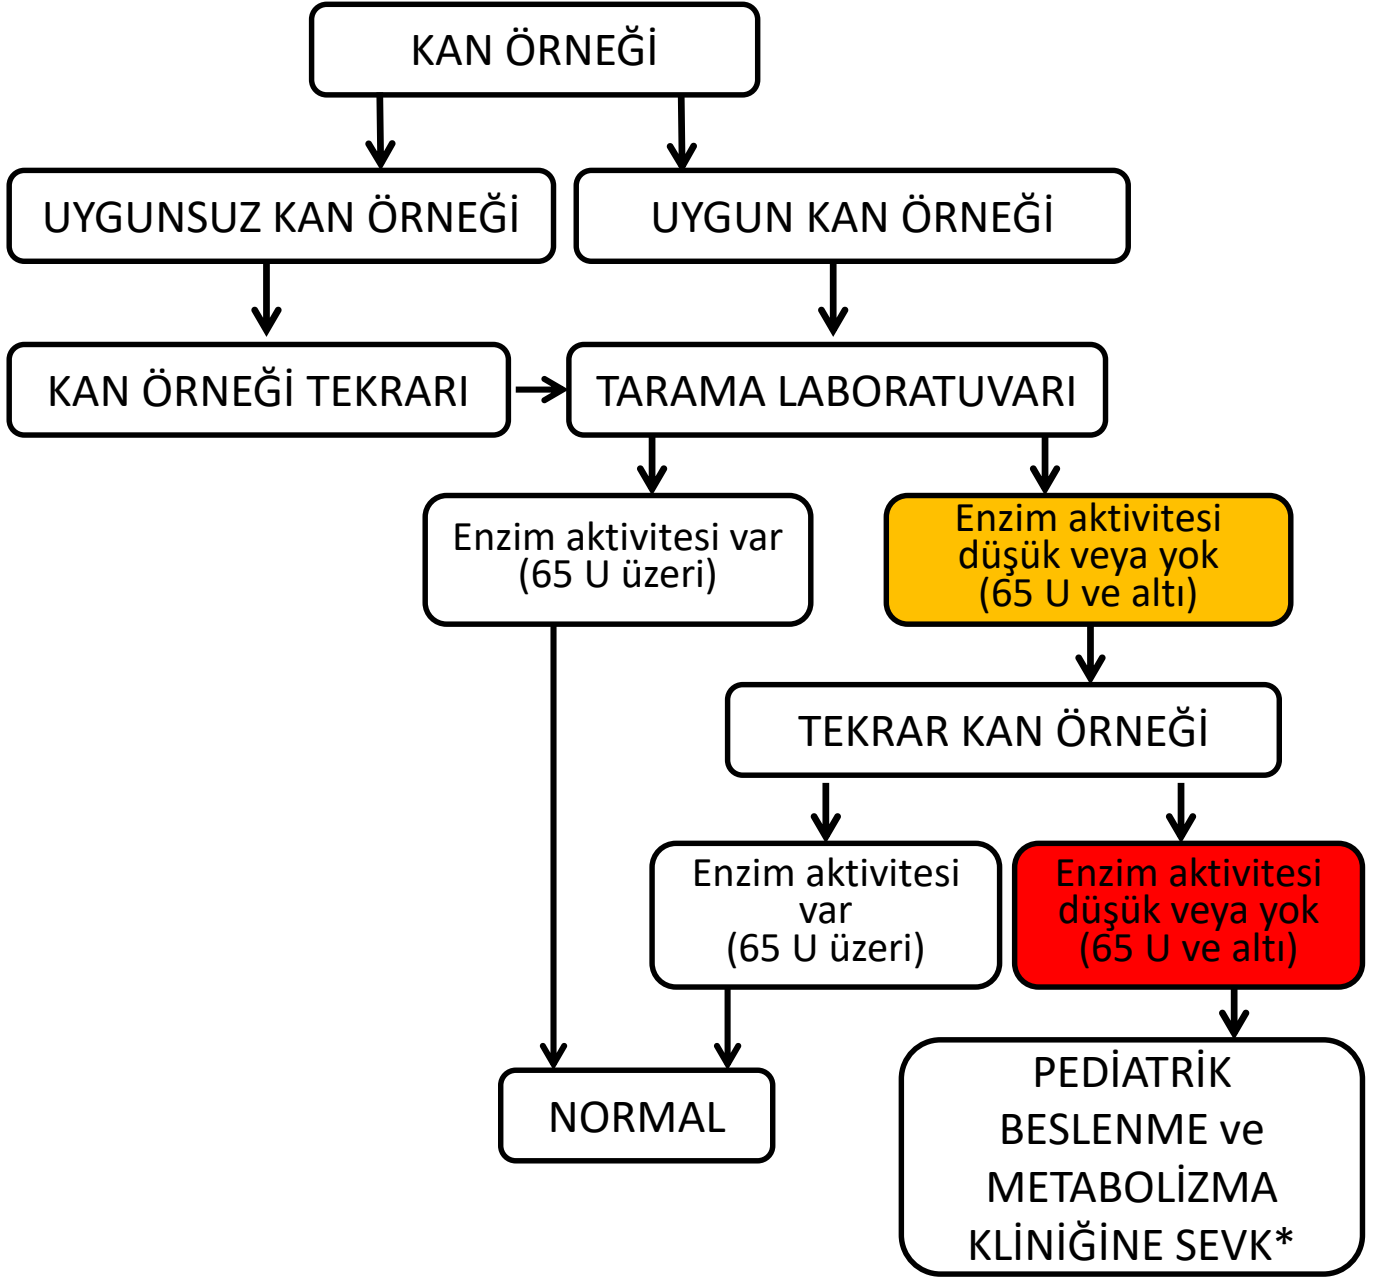 KAN ÖRNEĞİ
UYGUNSUZ KAN ÖRNEĞİ
UYGUN KAN ÖRNEĞİ
KAN ÖRNEĞİ TEKRARI
TARAMA LABORATUVARI
Enzim aktivitesi var
(65 U üzeri)
Enzim aktivitesi
düşük veya yok
(65 U ve altı)
TEKRAR KAN ÖRNEĞİ
Enzim aktivitesi
var
(65 U üzeri)
Enzim aktivitesi
düşük veya yok
(65 U ve altı)
NORMAL
PEDİATRİK
BESLENME ve
METABOLİZMA
KLİNİĞİNE SEVK*